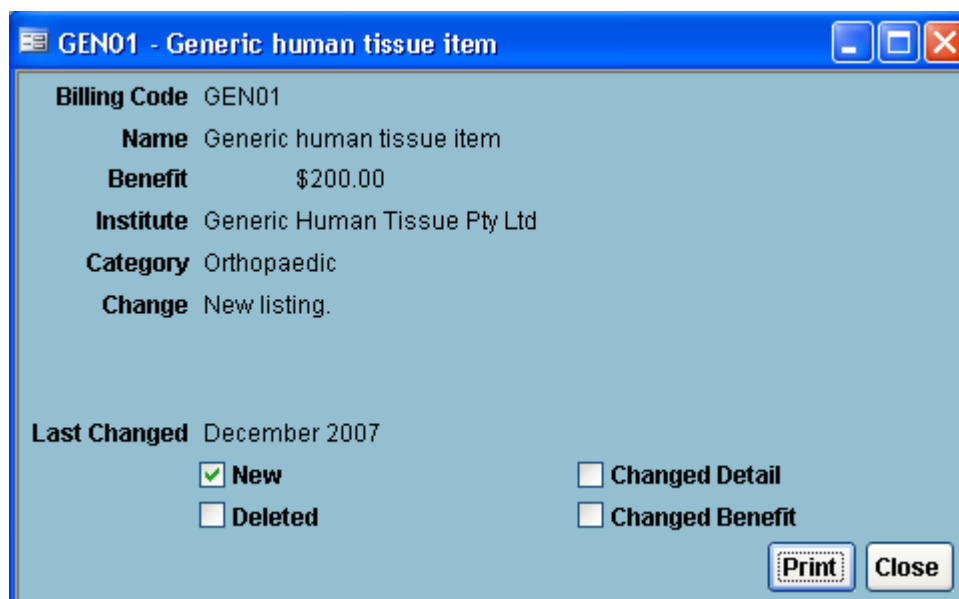 GEN01 - Generic human tissue item
Billing Code GEN01
Name Generic human tissue item
Benefit $200.00
Institute Generic Human Tissue Pty Ltd
Category Orthopaedic
Change New listing.
Last Changed December 2007
New Changed Detail
Deleted Changed Benefit
Print Close